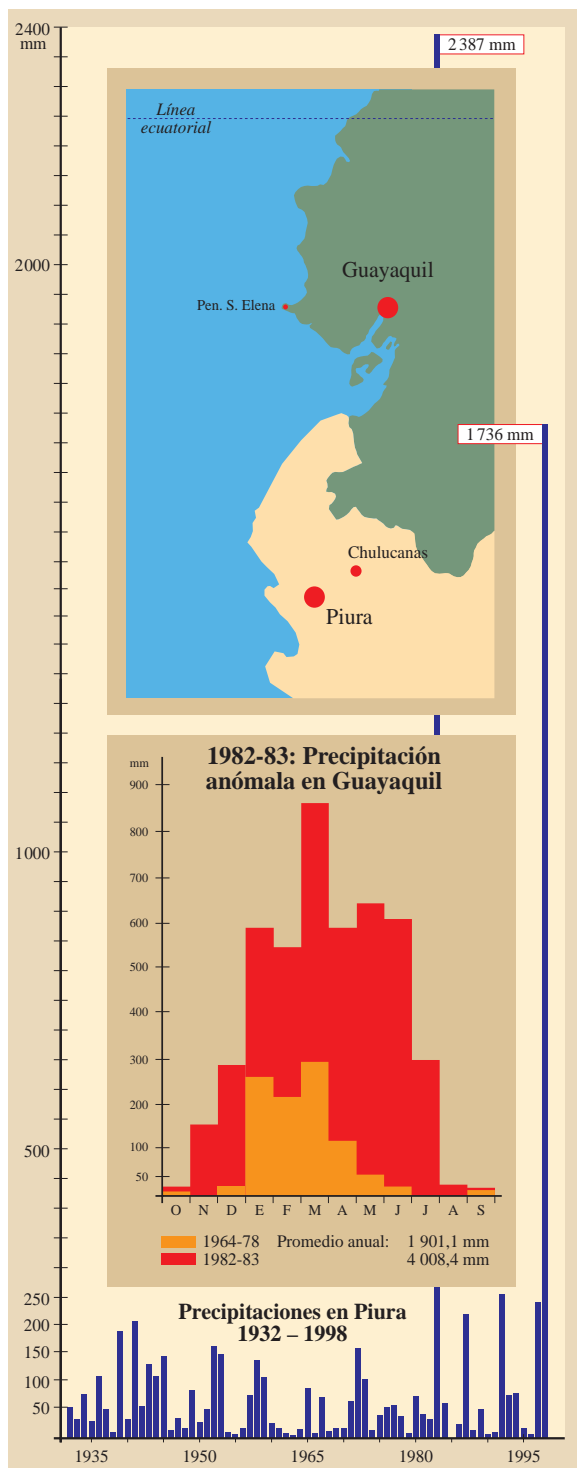 2400
mm
2 387 mm
Línea
ecuatorial
2000
Guayaquil
Pen. S. Elena
1 736 mm
Chulucanas
Piura
1000
500
1982-83: Precipitación
anómala en Guayaquil
mm
900
800
700
600
500
400
300
200
100
50
O N D E F M A M J J A S
1964-78 Promedio anual: 1 901,1 mm
1982-83 4 008,4 mm
Precipitaciones en Piura
1932 – 1998
250
200
150
100
50
1935 1950 1965 1980 1995